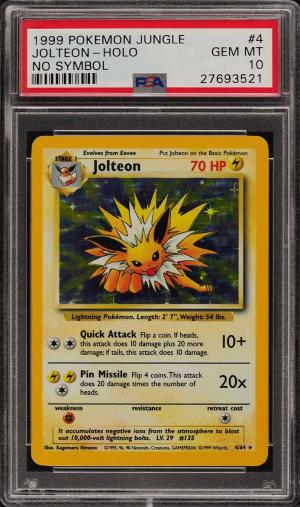 1999 POKEMON JUNGLE #4
JOLTEON-HOLO GEM MT
NO SYMBOL 10
PSA 27693521
Evolves from Eevee Put Jolteon on the Basic Pokémon
STAGE 1
Jolteon 70 HP
Lightning Pokémon. Length: 2' 7", Weight: 54 lbs.
Quick Attack Flip a coin. If heads,
this attack does 10 damage plus 20 more
damage; if tails, this attack does 10 damage.
10+
Pin Missile Flip 4 coins. This attack
does 20 damage times the number of
heads.
20x
weakness resistance retreat cost
It accumulates negative ions from the atmosphere to blast
out 10,000-volt lightning bolts. LV. 29 #135
Illus. Kagemaru Himeno ©1995, 96, 98 Nintendo, Creatures, GAMEFREAK. ©1999 Wizards. 4/64 ★